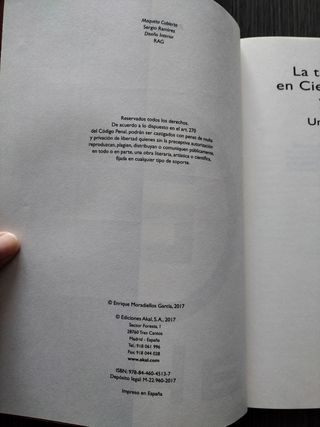 Maqueta Cubierta
Sergio Ramírez
Diseño Interior
RAG
Reservados todos los derechos.
De acuerdo a lo dispuesto en el art. 270
del Código Penal, podrán ser castigados con penas de multa
y privación de libertad quienes sin la preceptiva autorización
reproduzcan, plagien, distribuyan o comuniquen públicamente,
en todo o en parte, una obra literaria, artística o científica,
fijada en cualquier tipo de soporte.
© Enrique Moradiellos García, 2017
© Ediciones Akal, S.A., 2017
Sector Foresta, 1
28760 Tres Cantos
Madrid - España
Tel: 918 061 996
Fax: 918 044 028
www.akal.com
ISBN: 978-84-460-4513-7
Depósito legal: M-22.960-2017
Impreso en España
La t
en Cie
Un